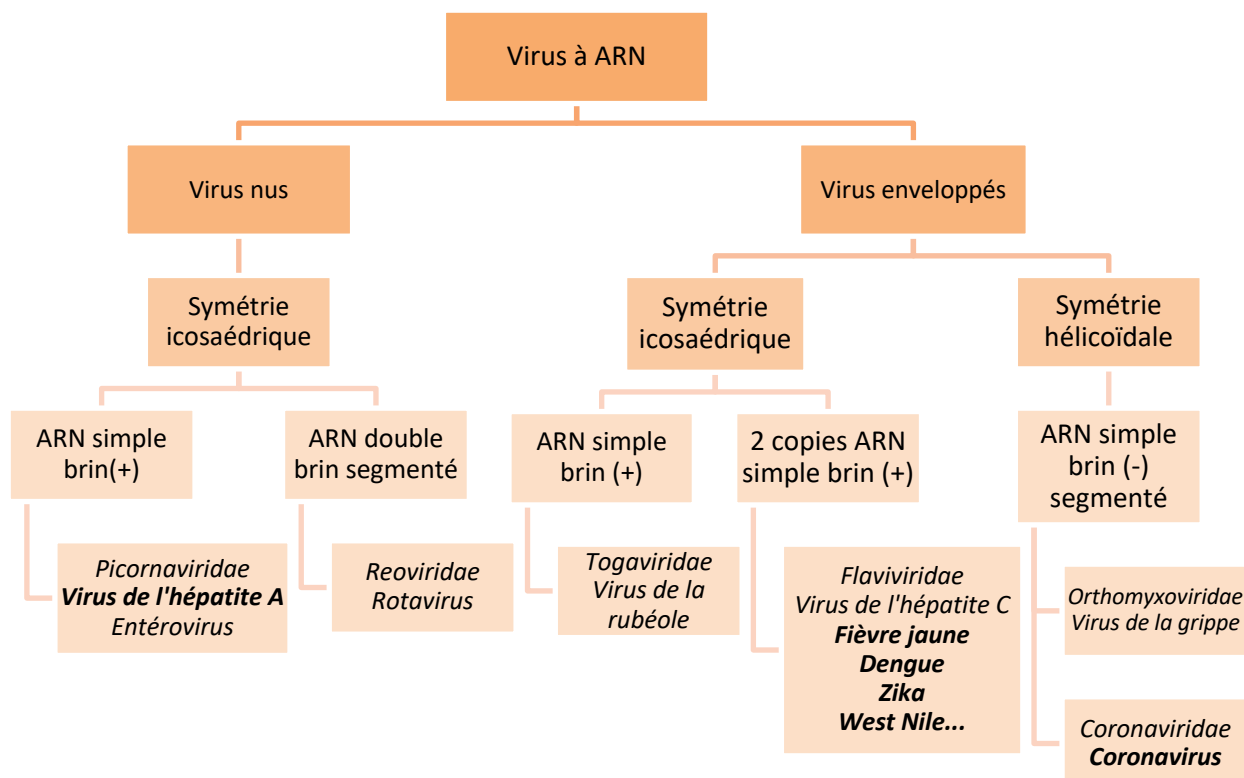 Virus à ARN
Virus nus
Virus enveloppés
Symétrie
icosaédrique
Symétrie
icosaédrique
Symétrie
hélicoïdale
ARN simple
brin(+)
ARN double
brin segmenté
ARN simple
brin (+)
2 copies ARN
simple brin (+)
ARN simple
brin (-)
segmenté
Picornaviridae
Virus de l'hépatite A
Entérovirus
Reoviridae
Rotavirus
Togaviridae
Virus de la
rubéole
Flaviviridae
Virus de l'hépatite C
Fièvre jaune
Dengue
Zika
West Nile...
Orthomyxoviridae
Virus de la grippe
Coronaviridae
Coronavirus